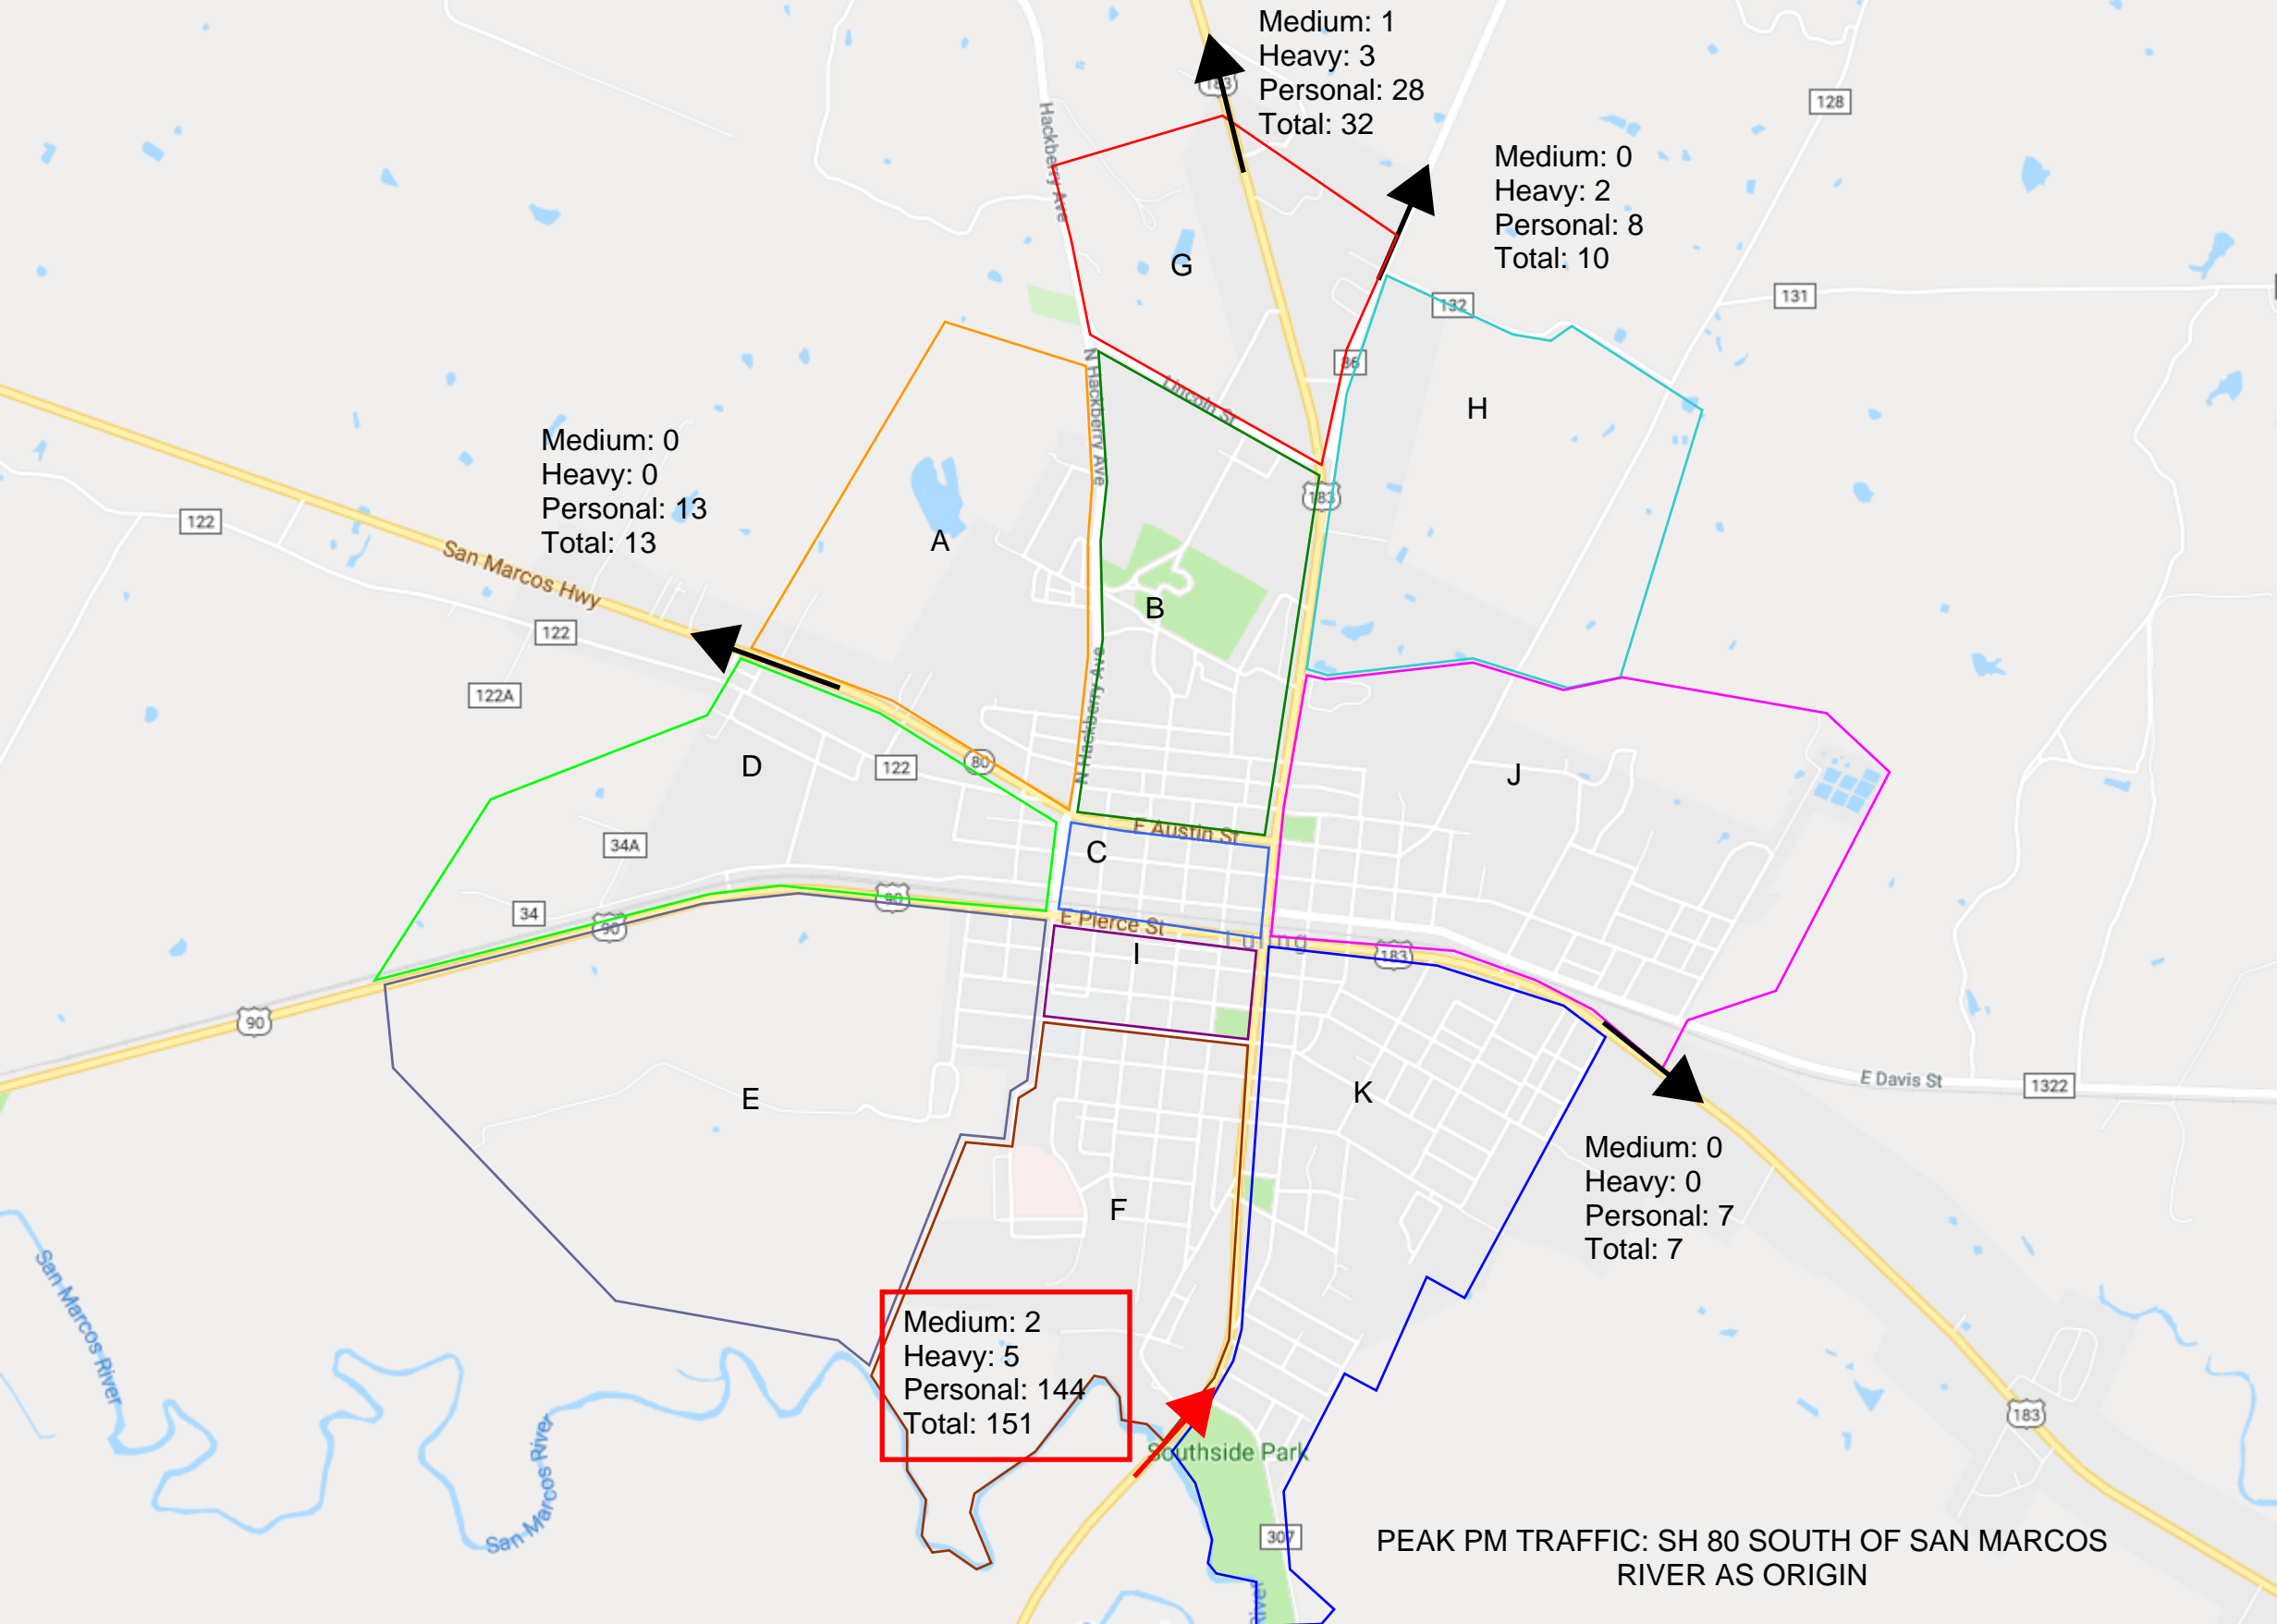 Medium: 1
Heavy: 3
Personal: 28
Total: 32
183
Hackberry Ave
128
Medium: 0
Heavy: 2
Personal: 8
Total: 10
G
132
131
86
N Hackberry Ave
Lincoln St
H
Medium: 0
Heavy: 0
Personal: 13
Total: 13
183
122
San Marcos Hwy
A
B
122
122A
N Hackberry Ave
D
122
80
J
E Austin St
34A
C
90
34
90
E Pierce St
Luling
183
I
90
E Davis St
1322
E
K
Medium: 0
Heavy: 0
Personal: 7
Total: 7
F
San Marcos River
Medium: 2
Heavy: 5
Personal: 144
Total: 151
183
Southside Park
San Marcos River
307
PEAK PM TRAFFIC: SH 80 SOUTH OF SAN MARCOS
RIVER AS ORIGIN
River